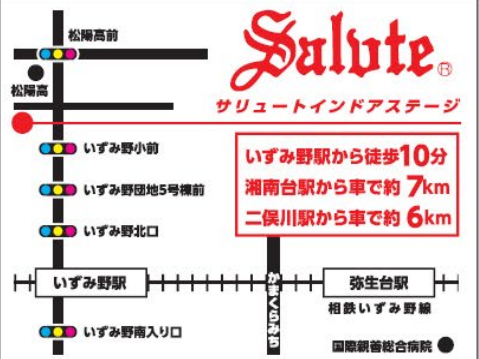 松陽高前
Salute®
松陽高
サリュートインドアステージ
いずみ野小前
いずみ野駅から徒歩10分
湘南台駅から車で約7km
二俣川駅から車で約6km
いずみ野団地5号棟前
いずみ野北口
いずみ野駅
かまくらみち
弥生台駅
相鉄いずみ野線
いずみ野南入り口
国際親善総合病院